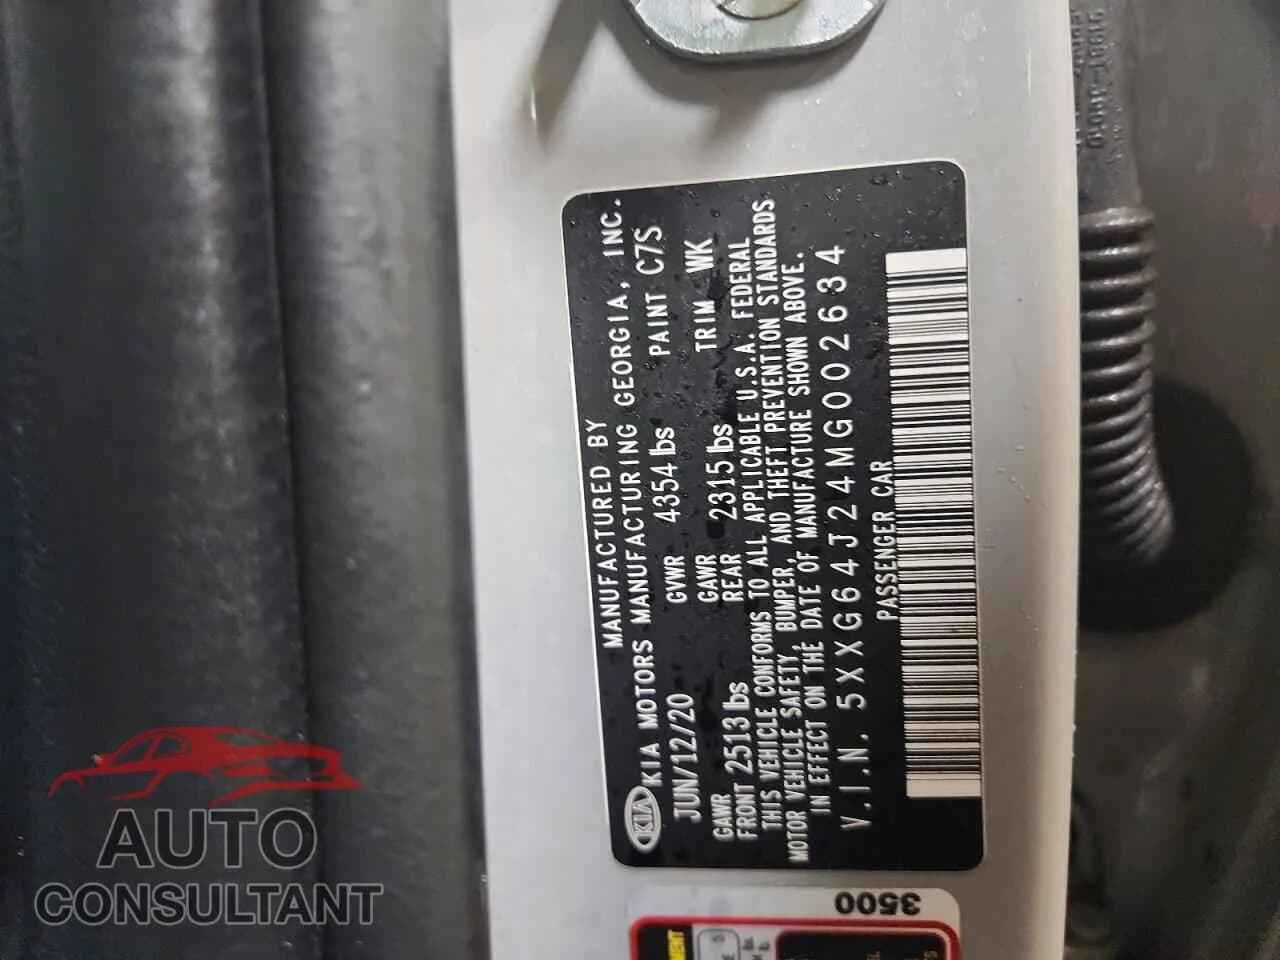 MANUFACTURED BY
KIA KIA MOTORS MANUFACTURING GEORGIA, INC.
JUN/12/20 GVWR 4354 lbs PAINT C7S
GAWR FRONT 2513 lbs GAWR REAR 2315 lbs TRIM WK
THIS VEHICLE CONFORMS TO ALL APPLICABLE U.S.A. FEDERAL
MOTOR VEHICLE SAFETY, BUMPER, AND THEFT PREVENTION STANDARDS
IN EFFECT ON THE DATE OF MANUFACTURE SHOWN ABOVE.
V.I.N. 5XXG64J24MG002634
PASSENGER CAR
3500
AUTO
CONSULTANT